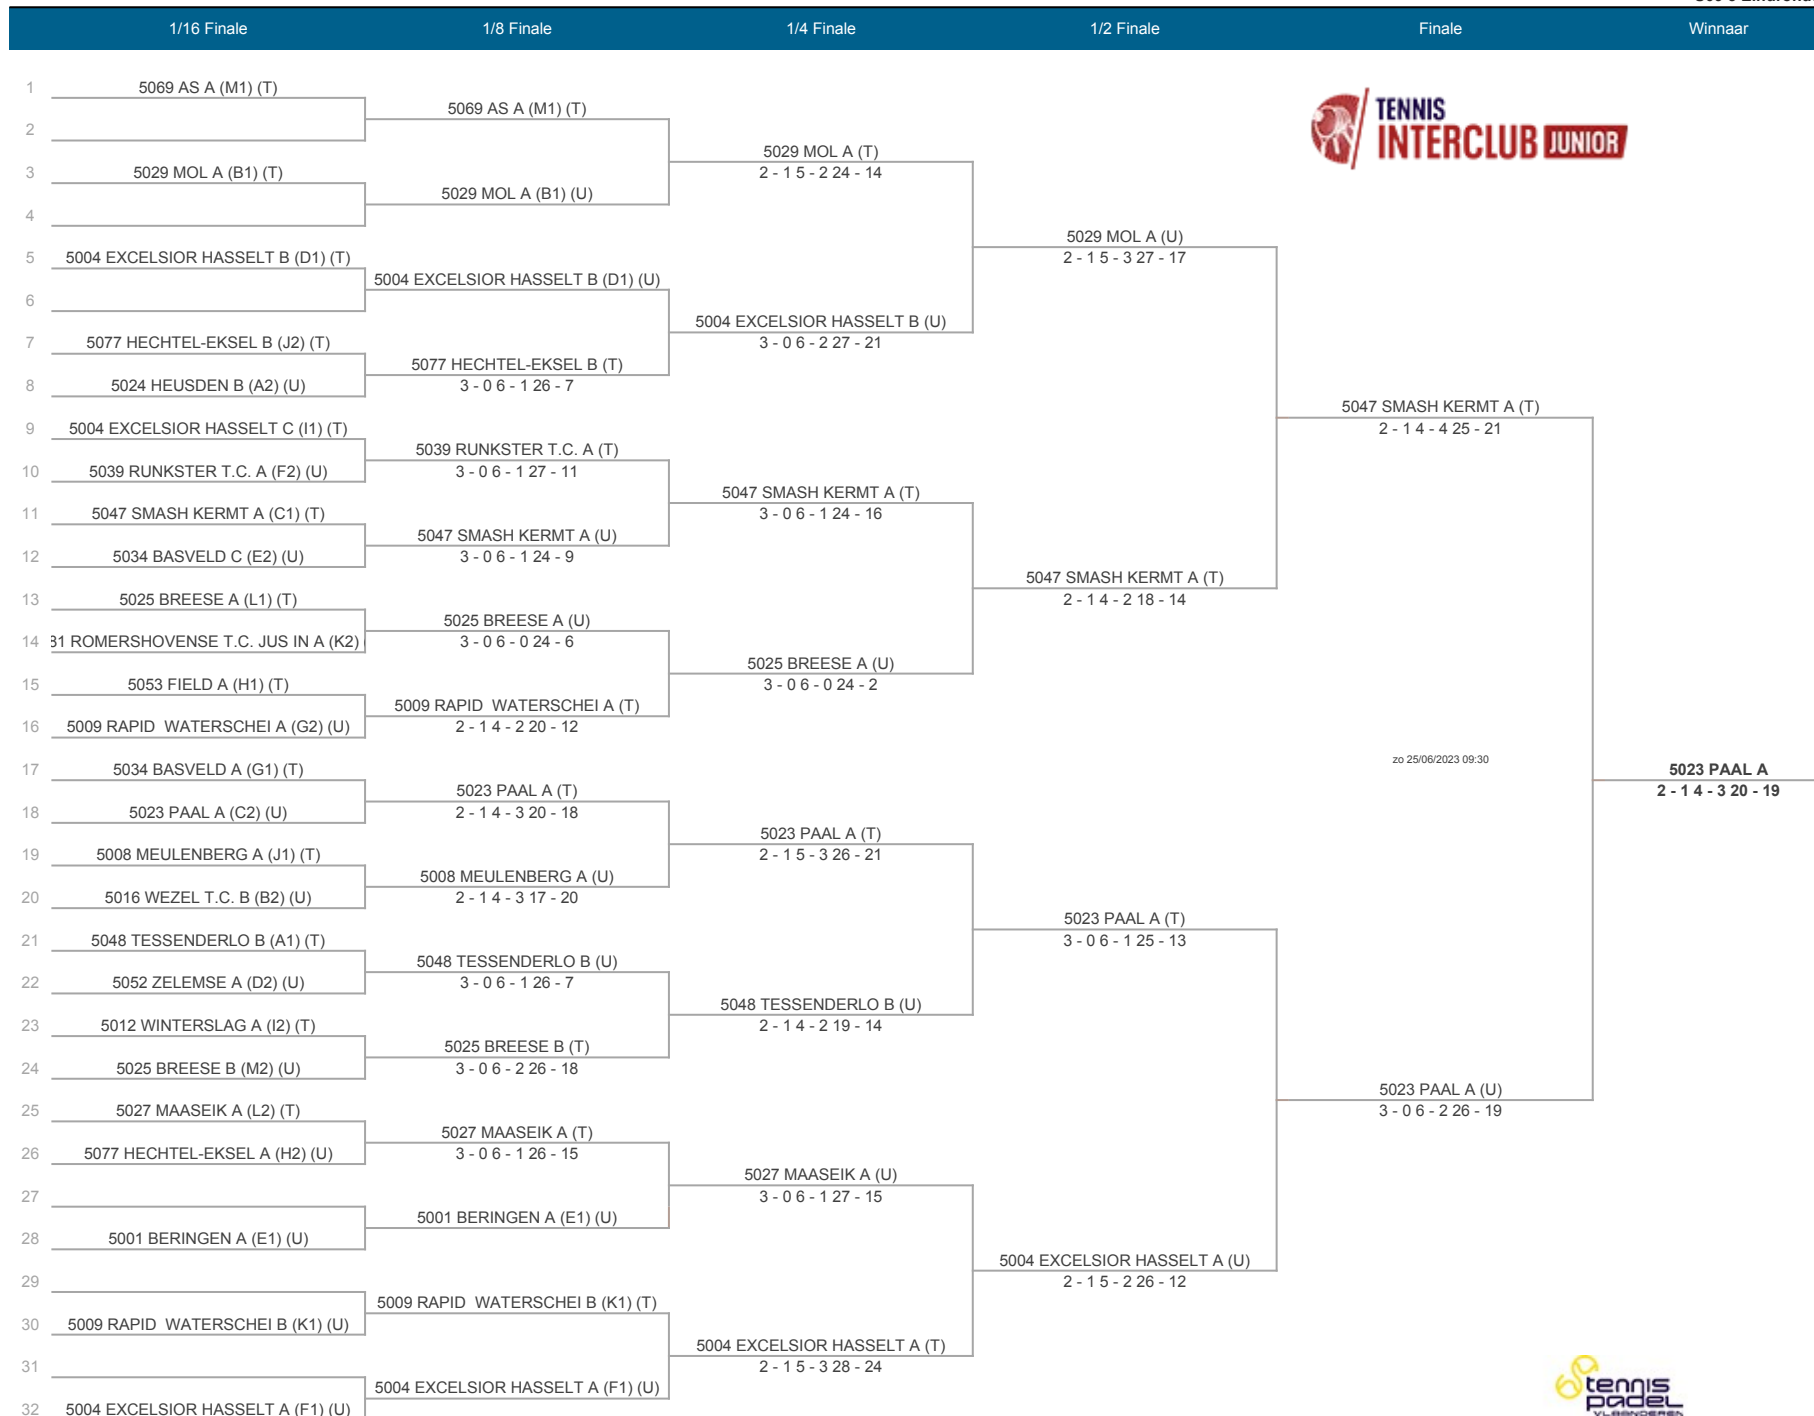 1/16 Finale 1/8 Finale 1/4 Finale 1/2 Finale Finale Winnaar
TENNIS
INTERCLUB JUNIOR
1 5069 AS A (M1) (T)
2
3 5029 MOL A (B1) (T)
4
5 5004 EXCELSIOR HASSELT B (D1) (T)
6
7 5077 HECHTEL-EKSEL B (J2) (T)
8 5024 HEUSDEN B (A2) (U)
9 5004 EXCELSIOR HASSELT C (I1) (T)
10 5039 RUNKSTER T.C. A (F2) (U)
11 5047 SMASH KERMT A (C1) (T)
12 5034 BASVELD C (E2) (U)
13 5025 BREESE A (L1) (T)
14 31 ROMERSHOVENSE T.C. JUS IN A (K2)
15 5053 FIELD A (H1) (T)
16 5009 RAPID WATERSCHEI A (G2) (U)
17 5034 BASVELD A (G1) (T)
18 5023 PAAL A (C2) (U)
19 5008 MEULENBERG A (J1) (T)
20 5016 WEZEL T.C. B (B2) (U)
21 5048 TESSENDERLO B (A1) (T)
22 5052 ZELEMSE A (D2) (U)
23 5012 WINTERSLAG A (I2) (T)
24 5025 BREESE B (M2) (U)
25 5027 MAASEIK A (L2) (T)
26 5077 HECHTEL-EKSEL A (H2) (U)
27
28 5001 BERINGEN A (E1) (U)
29
30 5009 RAPID WATERSCHEI B (K1) (U)
31
32 5004 EXCELSIOR HASSELT A (F1) (U)
5069 AS A (M1) (T)
5029 MOL A (B1) (U)
5004 EXCELSIOR HASSELT B (D1) (U)
5077 HECHTEL-EKSEL B (T)
3 - 0 6 - 1 26 - 7
5039 RUNKSTER T.C. A (T)
3 - 0 6 - 1 27 - 11
5047 SMASH KERMT A (U)
3 - 0 6 - 1 24 - 9
5025 BREESE A (U)
3 - 0 6 - 0 24 - 6
5009 RAPID WATERSCHEI A (T)
2 - 1 4 - 2 20 - 12
5023 PAAL A (T)
2 - 1 4 - 3 20 - 18
5008 MEULENBERG A (U)
2 - 1 4 - 3 17 - 20
5048 TESSENDERLO B (U)
3 - 0 6 - 1 26 - 7
5025 BREESE B (T)
3 - 0 6 - 2 26 - 18
5027 MAASEIK A (T)
3 - 0 6 - 1 26 - 15
5001 BERINGEN A (E1) (U)
5009 RAPID WATERSCHEI B (K1) (T)
5004 EXCELSIOR HASSELT A (F1) (U)
5029 MOL A (T)
2 - 1 5 - 2 24 - 14
5004 EXCELSIOR HASSELT B (U)
3 - 0 6 - 2 27 - 21
5047 SMASH KERMT A (T)
3 - 0 6 - 1 24 - 16
5025 BREESE A (U)
3 - 0 6 - 0 24 - 2
5023 PAAL A (T)
2 - 1 5 - 3 26 - 21
5048 TESSENDERLO B (U)
2 - 1 4 - 2 19 - 14
5027 MAASEIK A (U)
3 - 0 6 - 1 27 - 15
5004 EXCELSIOR HASSELT A (T)
2 - 1 5 - 3 28 - 24
5029 MOL A (U)
2 - 1 5 - 3 27 - 17
5047 SMASH KERMT A (T)
2 - 1 4 - 2 18 - 14
5023 PAAL A (T)
3 - 0 6 - 1 25 - 13
5004 EXCELSIOR HASSELT A (U)
2 - 1 5 - 2 26 - 12
5047 SMASH KERMT A (T)
2 - 1 4 - 4 25 - 21
zo 25/06/2023 09:30
5023 PAAL A (U)
3 - 0 6 - 2 26 - 19
5023 PAAL A
2 - 1 4 - 3 20 - 19
tennis
padel
VLAANDEREN